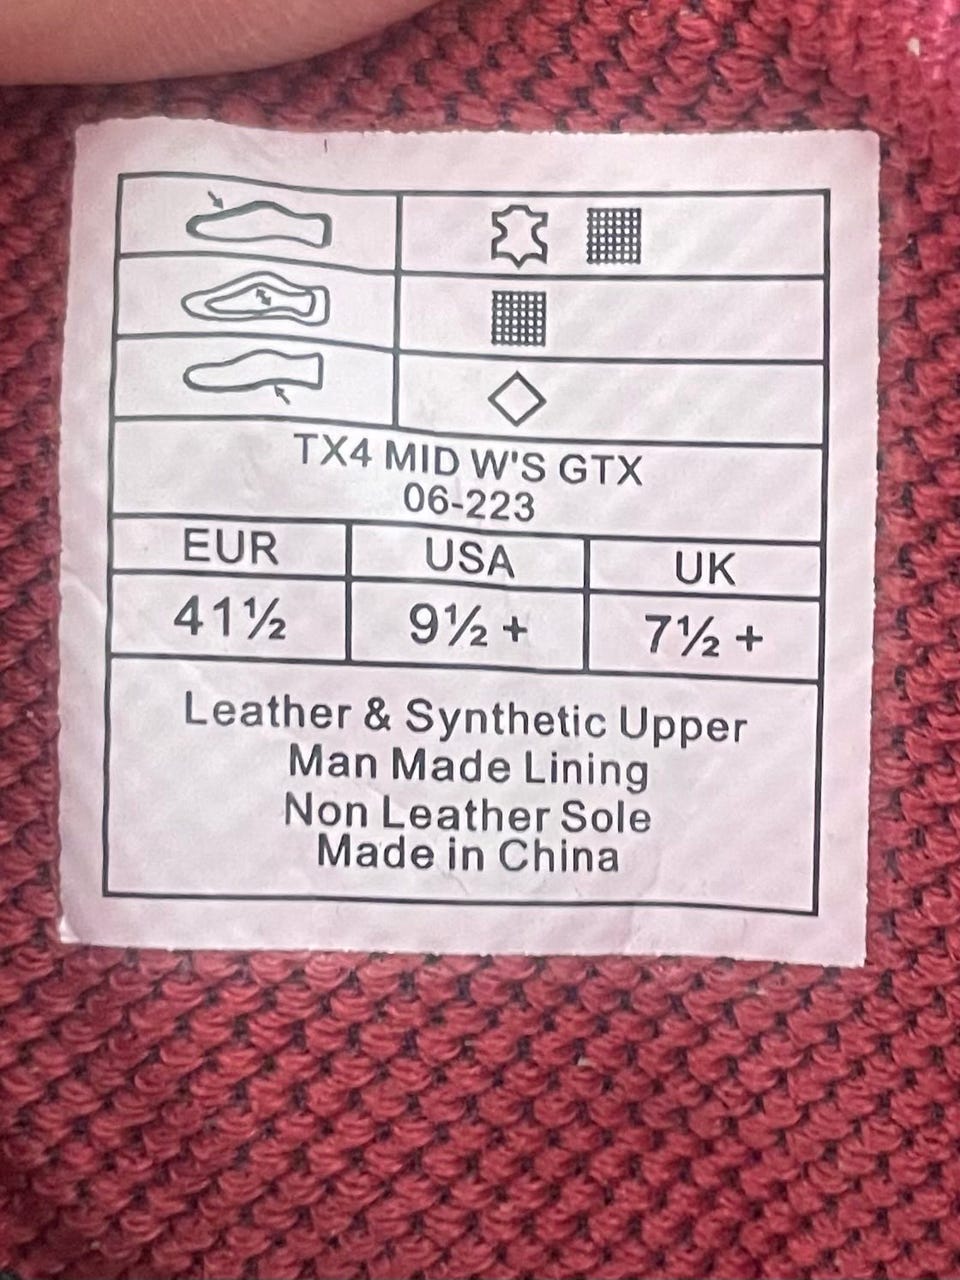 TX4 MID W'S GTX
06-223
EUR USA UK
41½ 9½ + 7½ +
Leather & Synthetic Upper
Man Made Lining
Non Leather Sole
Made in China